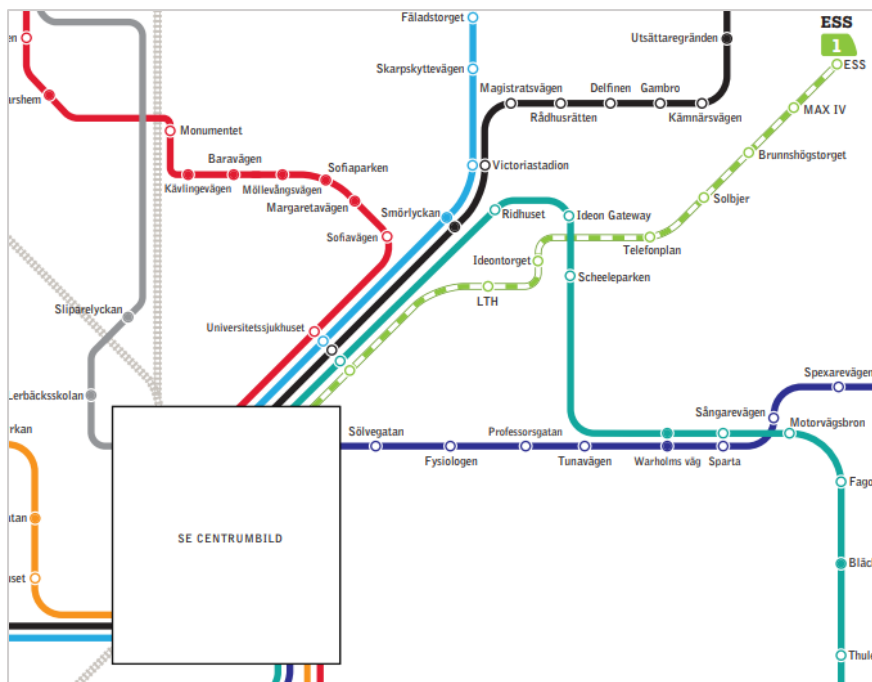 Fäladstorget
ESS
1
Utsättaregränden
ESS
Skarpskyttevägen
Magistratsvägen
Delfinen
Gambro
MAX IV
Rådhusrätten
Kämnärsvägen
Monumentet
Baravägen
Sofiaparken
Victoriastadion
Brunnshögstorget
Kävlingevägen
Möllevångsvägen
Margaretavägen
Solbjer
Smörlyckan
Ridhuset
Ideon Gateway
Sofiavägen
Telefonplan
Ideontorget
Scheeleparken
LTH
Sliparelyckan
Universitetssjukhuset
Spexarevägen
Lerbäcksskolan
Sångarevägen
Sölvegatan
Professorsgatan
Motorvägsbron
Fysiologen
Tunavägen
Warholms väg
Sparta
SE CENTRUMBILD